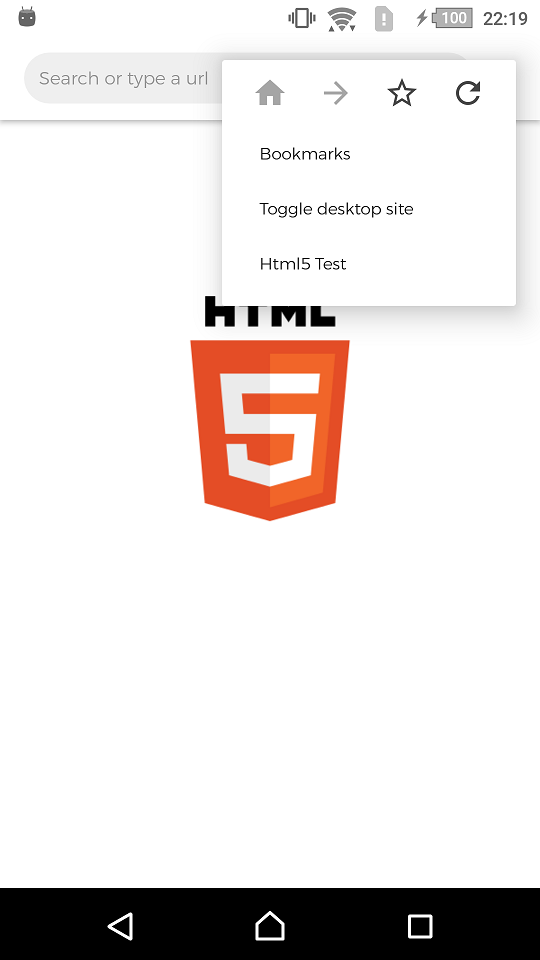 100 22:19
Search or type a url
Bookmarks
Toggle desktop site
Html5 Test
HTML
5